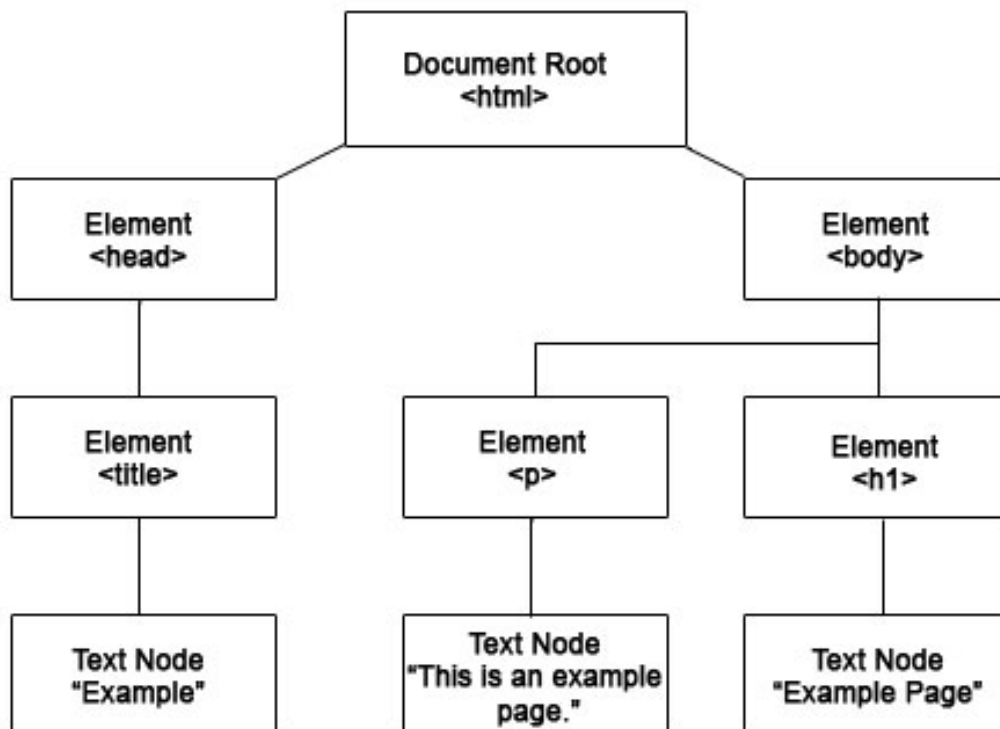 Document Root
<html>
Element
<head>
Element
<body>
Element
<title>
Element
<p>
Element
<h1>
Text Node
“Example”
Text Node
“This is an example
page.”
Text Node
“Example Page”